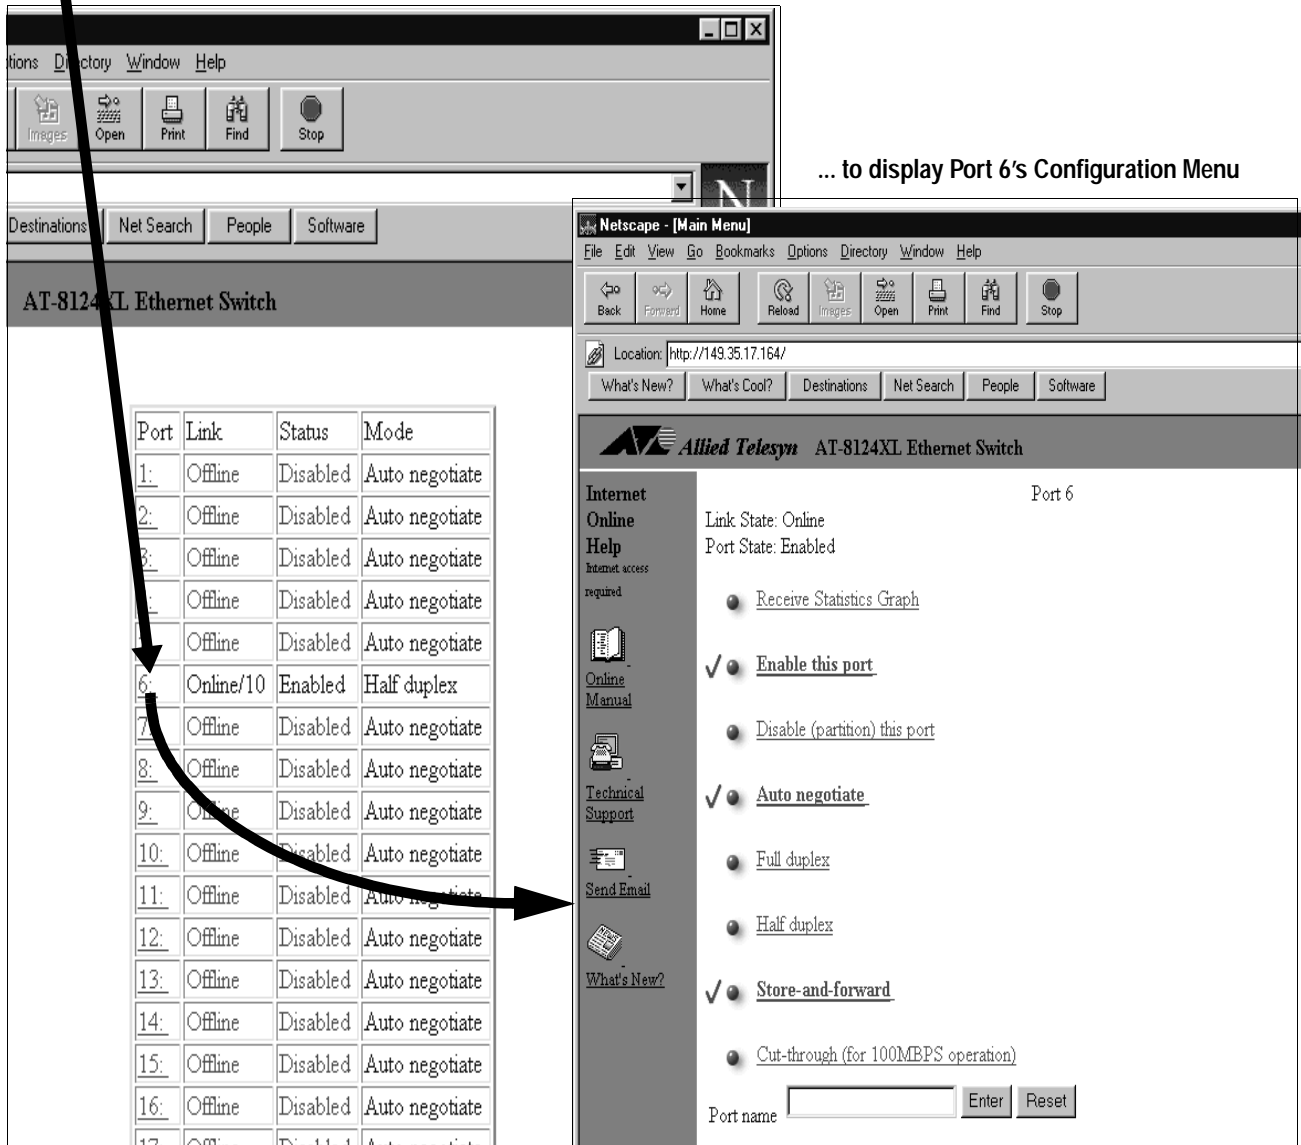 Directory Window Help
Images Open Print Find Stop
... to display Port 6's Configuration Menu
N
Destinations Net Search People Software
AT-8124XL Ethernet Switch
Port Link Status Mode
1: Offline Disabled Auto negotiate
2: Offline Disabled Auto negotiate
3: Offline Disabled Auto negotiate
Offline Disabled Auto negotiate
Offline Disabled Auto negotiate
6: Online/10 Enabled Half duplex
7: Offline Disabled Auto negotiate
8: Offline Disabled Auto negotiate
9: Offline Disabled Auto negotiate
10: Offline Disabled Auto negotiate
11: Offline Disabled Auto negotiate
12: Offline Disabled Auto negotiate
13: Offline Disabled Auto negotiate
14: Offline Disabled Auto negotiate
15: Offline Disabled Auto negotiate
16: Offline Disabled Auto negotiate
Netscape - [Main Menu]
File Edit View Go Bookmarks Options Directory Window Help
Back Forward Home Reload Images Open Print Find Stop
Location: http://149.35.17.164/
What's New? What's Cool? Destinations Net Search People Software
Allied Telesyn AT-8124XL Ethernet Switch
Internet
Online
Help
Internet access
required
Online
Manual
Technical
Support
Send Email
What's New?
Port 6
Link State: Online
Port State: Enabled
Receive Statistics Graph
Enable this port
Disable (partition) this port
Auto negotiate
Full duplex
Half duplex
Store-and-forward
Cut-through (for 100MBPS operation)
Port name Enter Reset